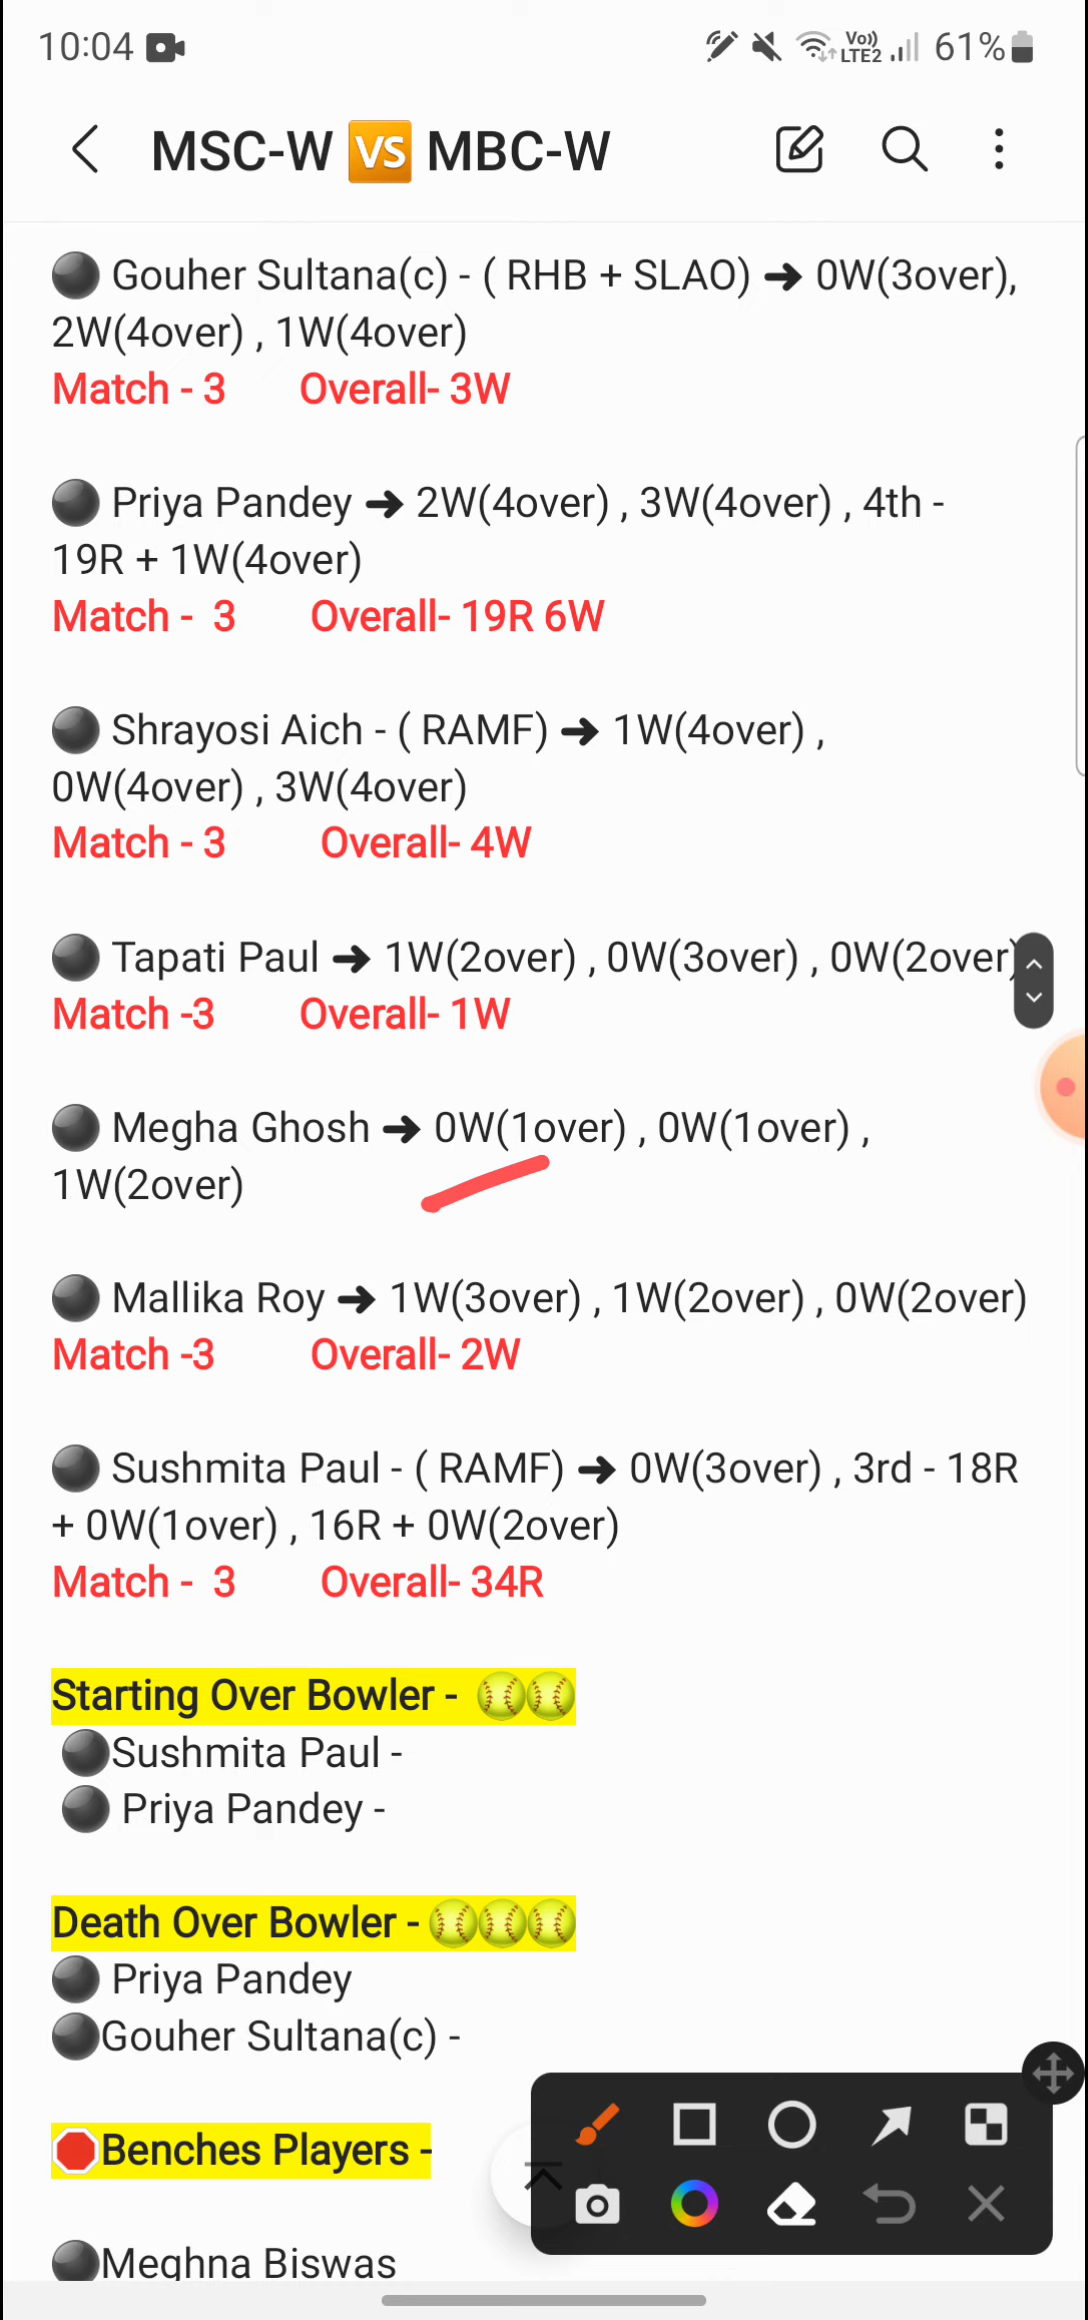 10:04 Vo)) LTE2 61%
MSC-W VS MBC-W
Gouher Sultana(c) - ( RHB + SLAO) ➔ 0W(3over),
2W(4over) , 1W(4over)
Match - 3 Overall- 3W
Priya Pandey ➔ 2W(4over) , 3W(4over) , 4th -
19R + 1W(4over)
Match - 3 Overall- 19R 6W
Shrayosi Aich - ( RAMF) ➔ 1W(4over) ,
0W(4over) , 3W(4over)
Match - 3 Overall- 4W
Tapati Paul ➔ 1W(2over) , 0W(3over) , 0W(2over)
Match -3 Overall- 1W
Megha Ghosh ➔ 0W(1over) , 0W(1over) ,
1W(2over)
Mallika Roy ➔ 1W(3over) , 1W(2over) , 0W(2over)
Match -3 Overall- 2W
Sushmita Paul - ( RAMF) ➔ 0W(3over) , 3rd - 18R
+ 0W(1over) , 16R + 0W(2over)
Match - 3 Overall- 34R
Starting Over Bowler -
Sushmita Paul -
Priya Pandey -
Death Over Bowler -
Priya Pandey
Gouher Sultana(c) -
Benches Players -
Meghna Biswas